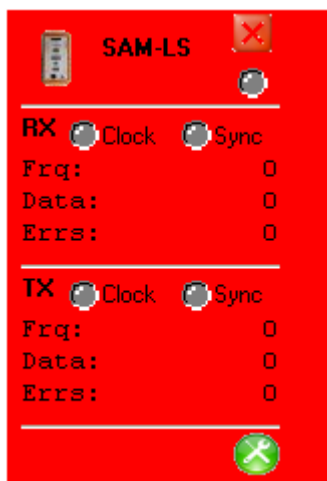 SAM-LS
RX Clock Sync
Frq: 0
Data: 0
Errs: 0
TX Clock Sync
Frq: 0
Data: 0
Errs: 0